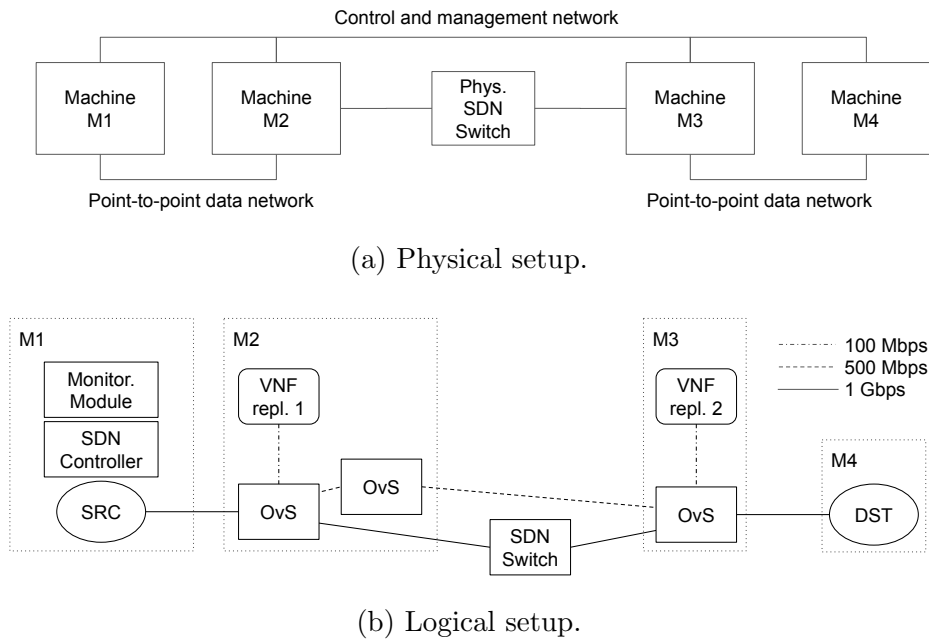 Control and management network
Machine
M1
Machine
M2
Phys.
SDN
Switch
Machine
M3
Machine
M4
Point-to-point data network
Point-to-point data network
(a) Physical setup.
M1
Monitor.
Module
SDN
Controller
SRC
M2
VNF
repl. 1
OvS
OvS
SDN
Switch
M3
VNF
repl. 2
OvS
100 Mbps
500 Mbps
1 Gbps
M4
DST
(b) Logical setup.